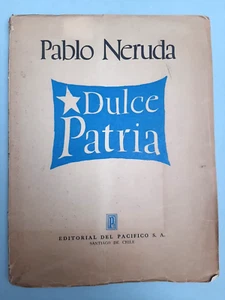 Pablo Neruda
Dulce
Patria
EDITORIAL DEL PACIFICO S. A.
SANTIAGO DE CHILE